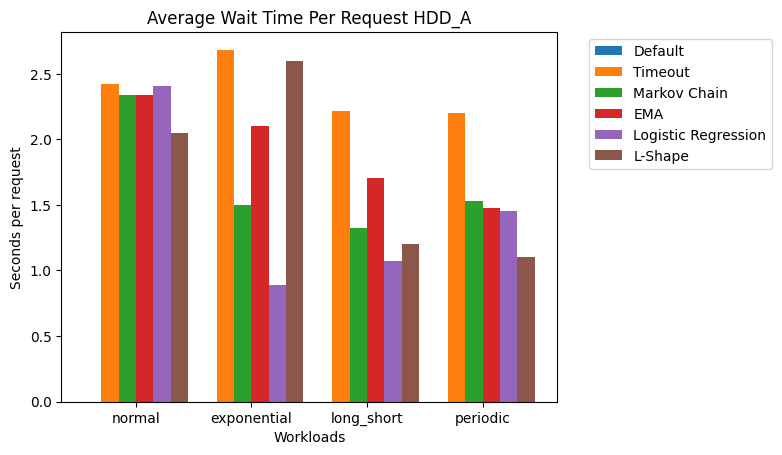 Average Wait Time Per Request HDD_A
Default
Timeout
Markov Chain
EMA
Logistic Regression
L-Shape
Seconds per request
2.5
2.0
1.5
1.0
0.5
0.0
normal exponential long_short periodic
Workloads